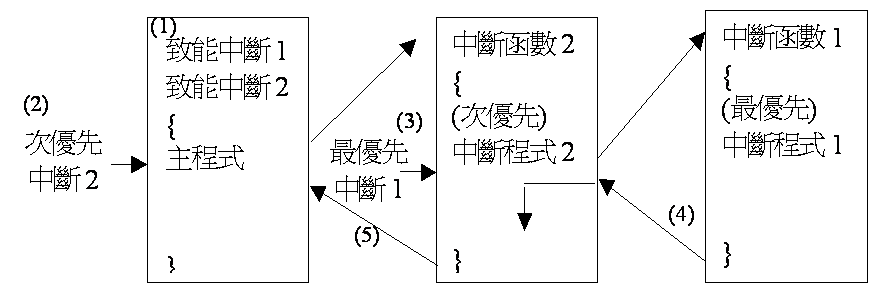 (1)
致能中斷1
致能中斷2
{
主程式
}
(2)
次優先
中斷2
(3)
最優先
中斷1
(5)
中斷函數2
{
(次優先)
中斷程式2
}
(4)
中斷函數1
{
(最優先)
中斷程式1
}